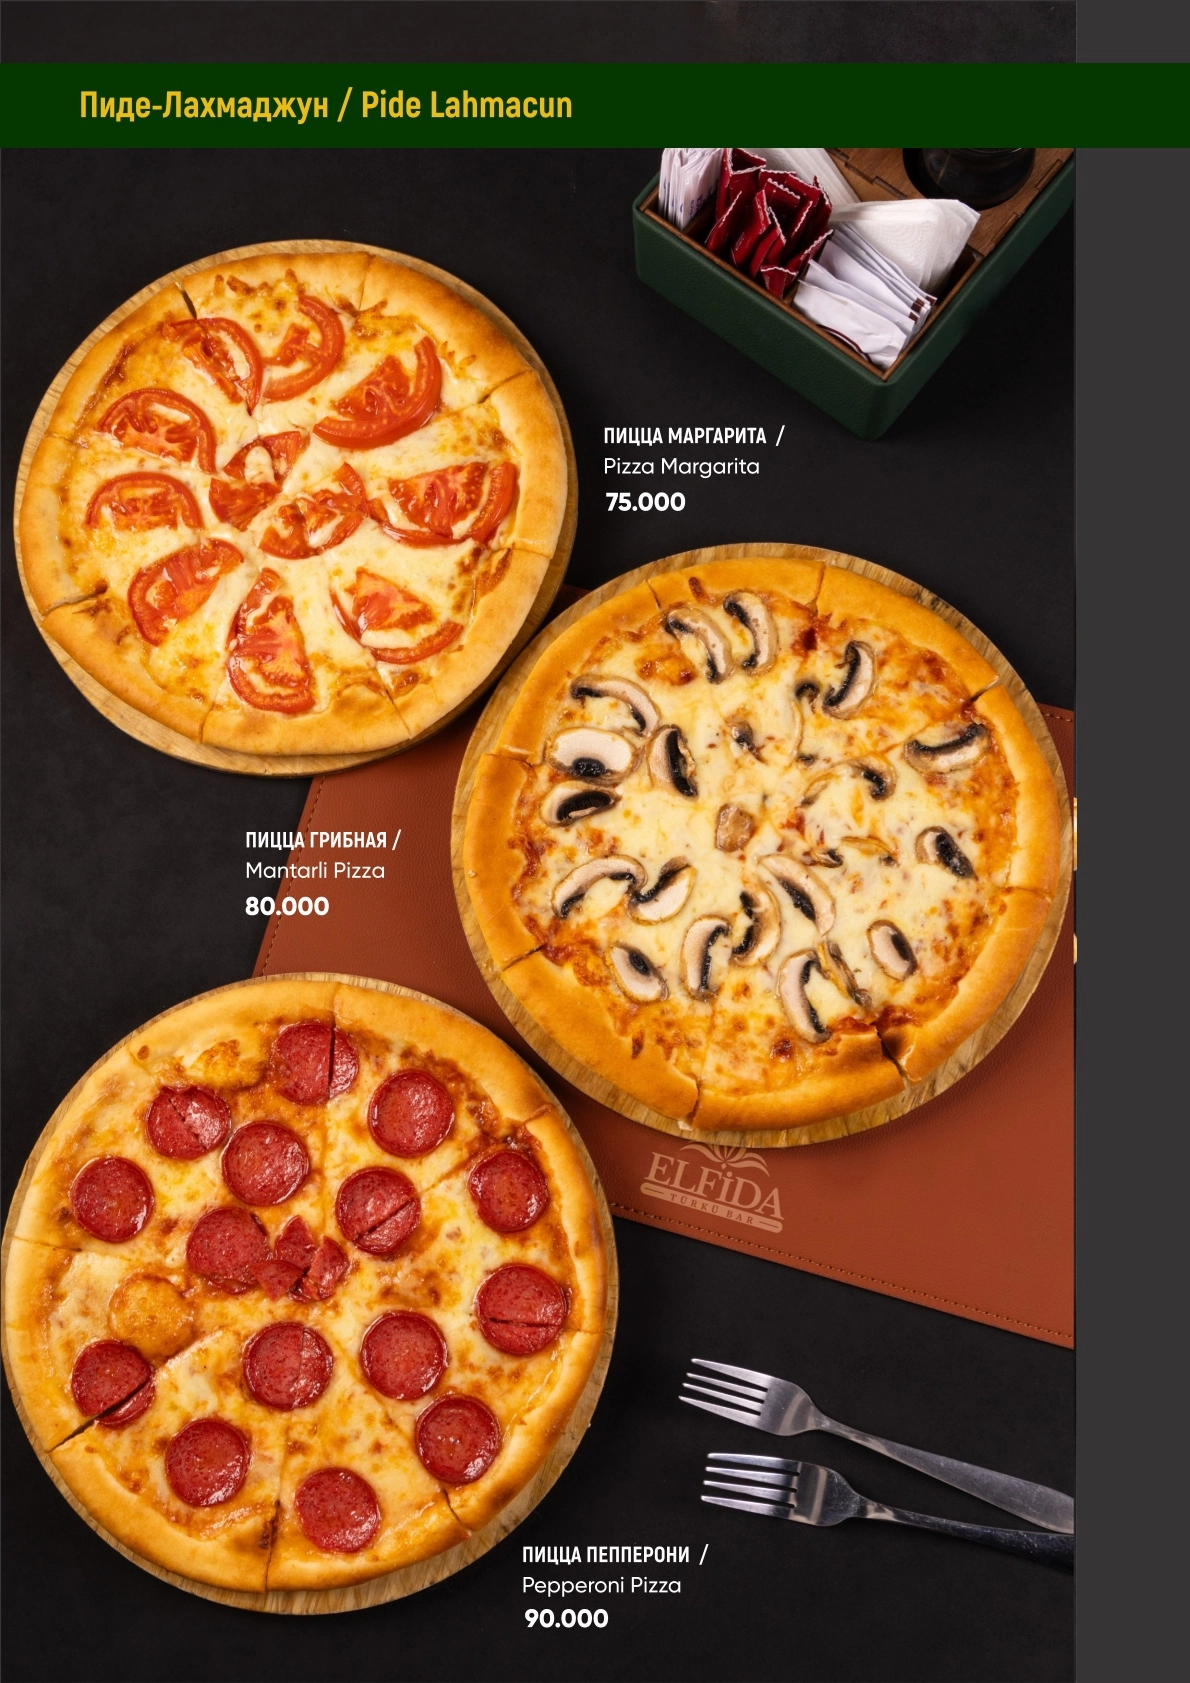 Пиде-Лахмаджун / Pide Lahmacun
ПИЦЦА МАРГАРИТА /
Pizza Margarita
75.000
ПИЦЦА ГРИБНАЯ /
Mantarli Pizza
80.000
ELFiDA
TÜRKÜ BAR
ПИЦЦА ПЕППЕРОНИ /
Pepperoni Pizza
90.000